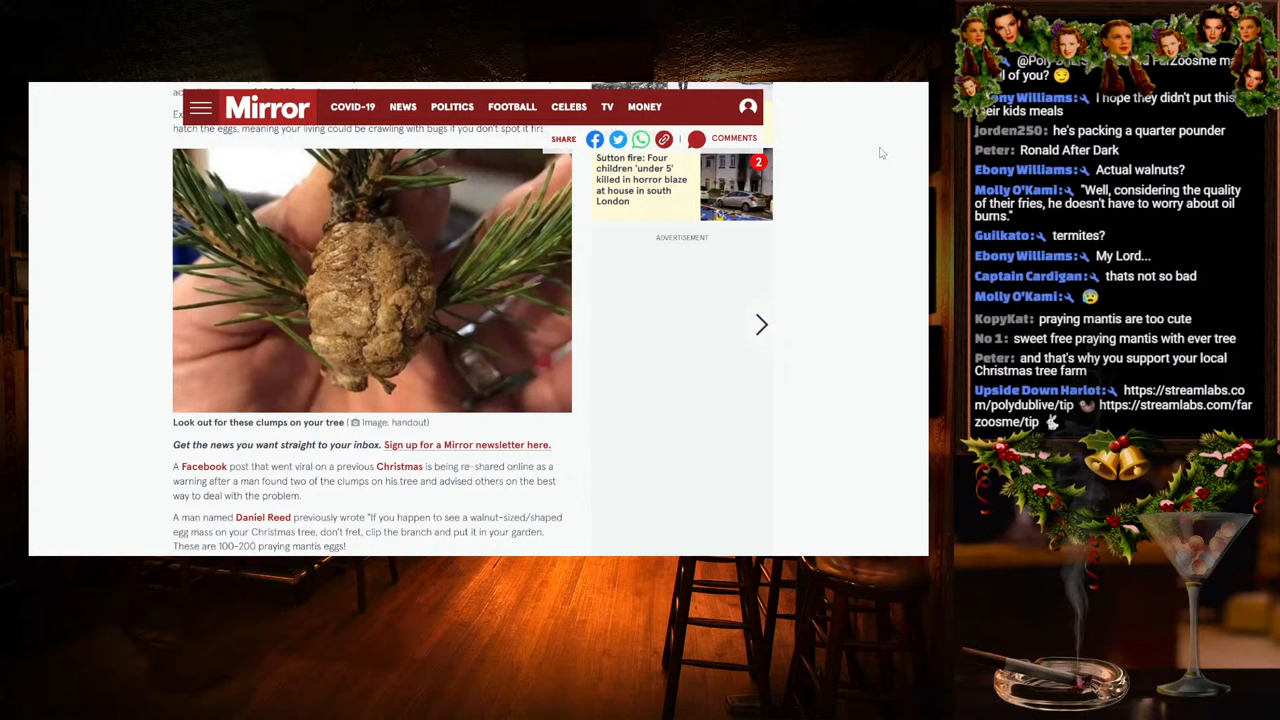 Mirror
COVID-19 NEWS POLITICS FOOTBALL CELEBS TV MONEY
hatch the eggs, meaning your living could be crawling with bugs if you don't spot it
SHARE
COMMENTS
Sutton fire: Four
children 'under 5'
killed in horror blaze
at house in south
London
2
ADVERTISEMENT
Look out for these clumps on your tree (Image: handout)
Get the news you want straight to your inbox. Sign up for a Mirror newsletter here.
A Facebook post that went viral on a previous Christmas is being re-shared online as a
warning after a man found two of the clumps on his tree and advised others on the best
way to deal with the problem.
A man named Daniel Reed previously wrote "If you happen to see a walnut-sized/shaped
egg mass on your Christmas tree, don't fret, clip the branch and put it in your garden.
These are 100-200 praying mantis eggs!
of you? 😏
Williams: I hope they didn't put this
kids meals
jorden250: he's packing a quarter pounder
Peter: Ronald After Dark
Ebony Williams: Actual walnuts?
Molly O'Kami: "Well, considering the quality
of their fries, he doesn't have to worry about oil
burns."
Guilkato: termites?
Ebony Williams: My Lord...
Captain Cardigan: thats not so bad
Molly O'Kami: 😰
KopyKat: praying mantis are too cute
No 1: sweet free praying mantis with ever tree
Peter: and that's why you support your local
Christmas tree farm
Upside Down Harlot: https://streamlabs.co
m/polydublive/tip https://streamlabs.com/far
zoosme/tip